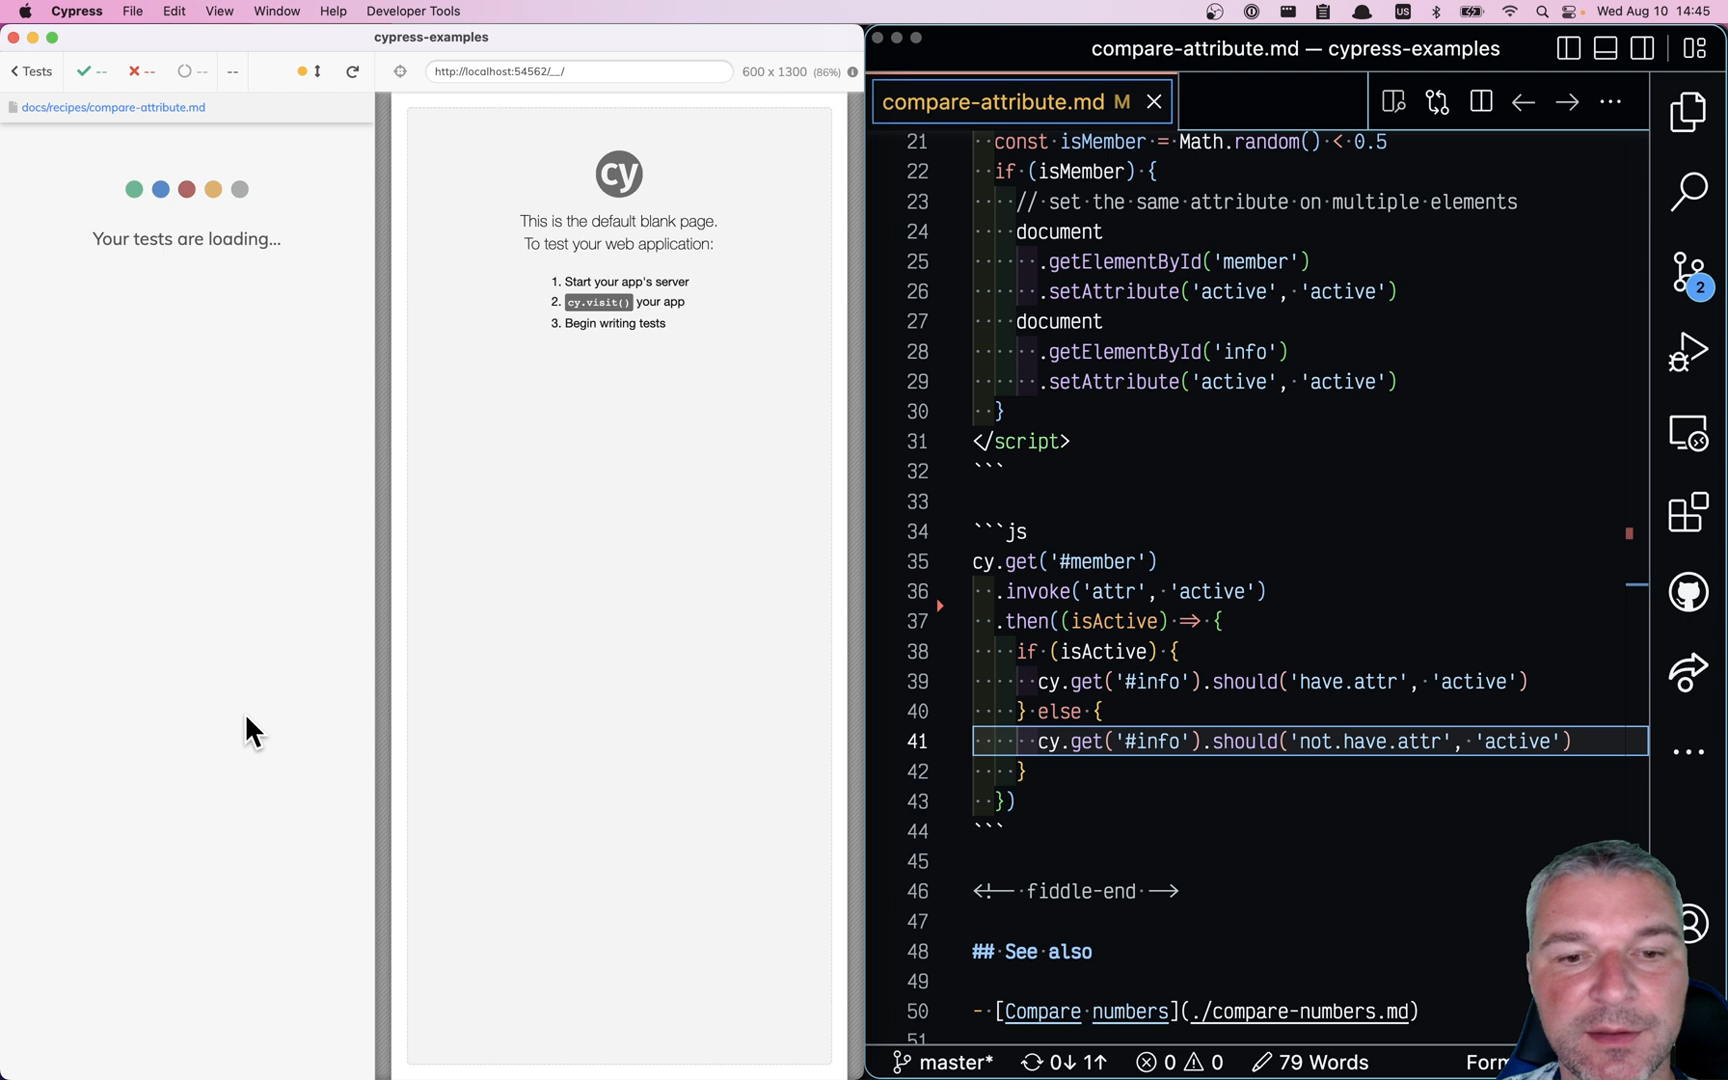 Cypress File Edit View Window Help Developer Tools
US
Wed Aug 10 14:45
cypress-examples
Tests -- -- -- --
http://localhost:54562/__/
600 x 1300 (86%)
docs/recipes/compare-attribute.md
Your tests are loading...
cy
This is the default blank page.
To test your web application:
1. Start your app's server
2. cy.visit() your app
3. Begin writing tests
compare-attribute.md — cypress-examples
compare-attribute.md M
21 const isMember = Math.random() < 0.5
22 if (isMember) {
23 // set the same attribute on multiple elements
24 document
25 .getElementById('member')
26 .setAttribute('active', 'active')
27 document
28 .getElementById('info')
29 .setAttribute('active', 'active')
30 }
31 </script>
32 ```
33
34 ```js
35 cy.get('#member')
36 .invoke('attr', 'active')
37 .then((isActive) => {
38 if (isActive) {
39 cy.get('#info').should('have.attr', 'active')
40 } else {
41 cy.get('#info').should('not.have.attr', 'active')
42 }
43 })
44 ```
45
46 <!-- fiddle-end -->
47
48 ## See also
49
50 - [Compare numbers](./compare-numbers.md)
51
2
master* 0↓ 1↑ 0 0 79 Words